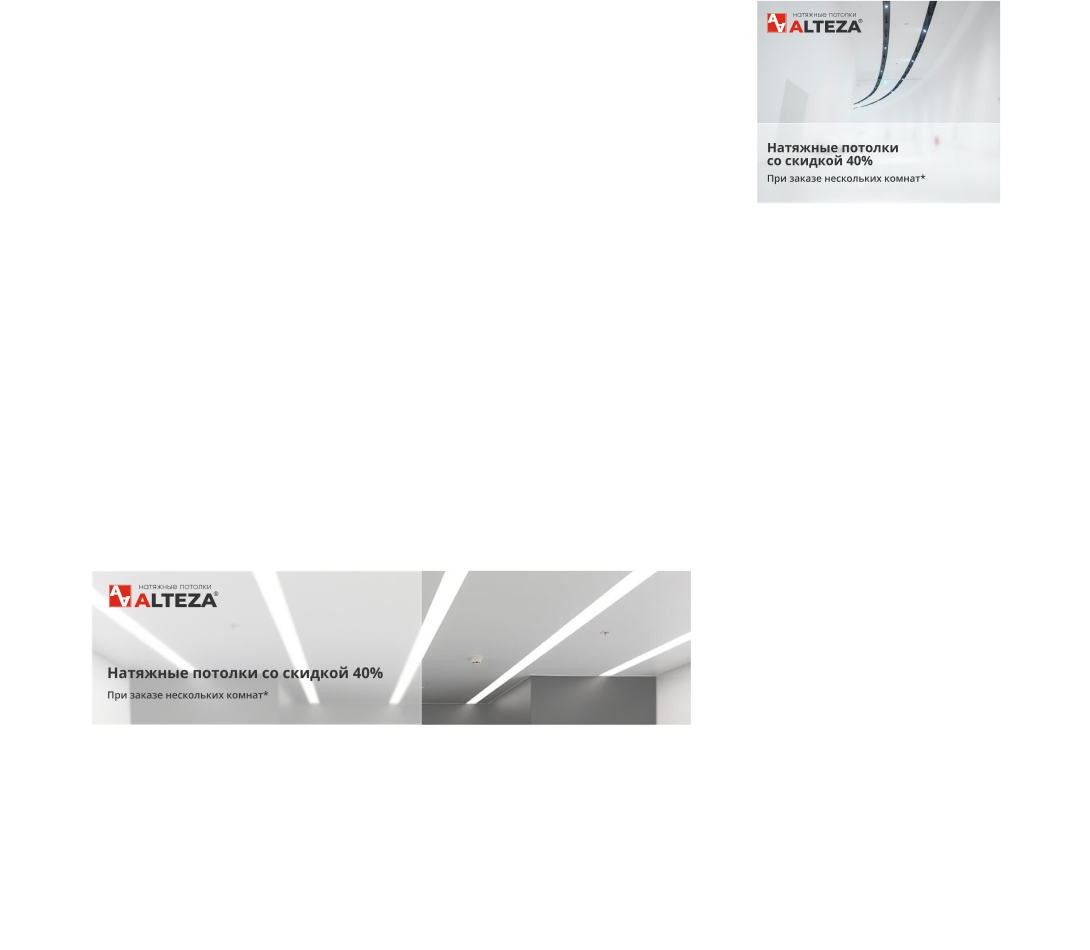 натяжные потолки
ALTEZA®
Натяжные потолки
со скидкой 40%
При заказе нескольких комнат*
натяжные потолки
ALTEZA®
Натяжные потолки со скидкой 40%
При заказе нескольких комнат*